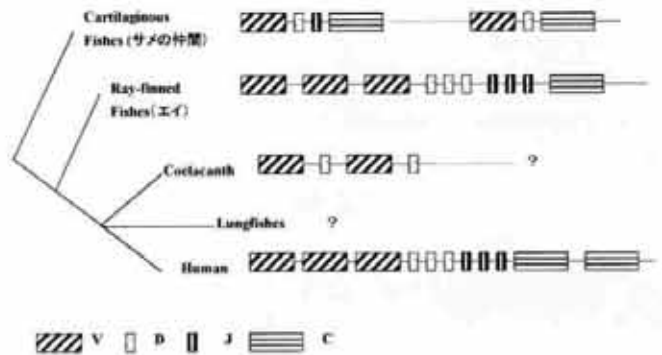 Cartilaginous
Fishes (サメの仲間)
Ray-finned
Fishes(エイ)
Coelacanth
?
Lungfishes ?
Human
V D J C